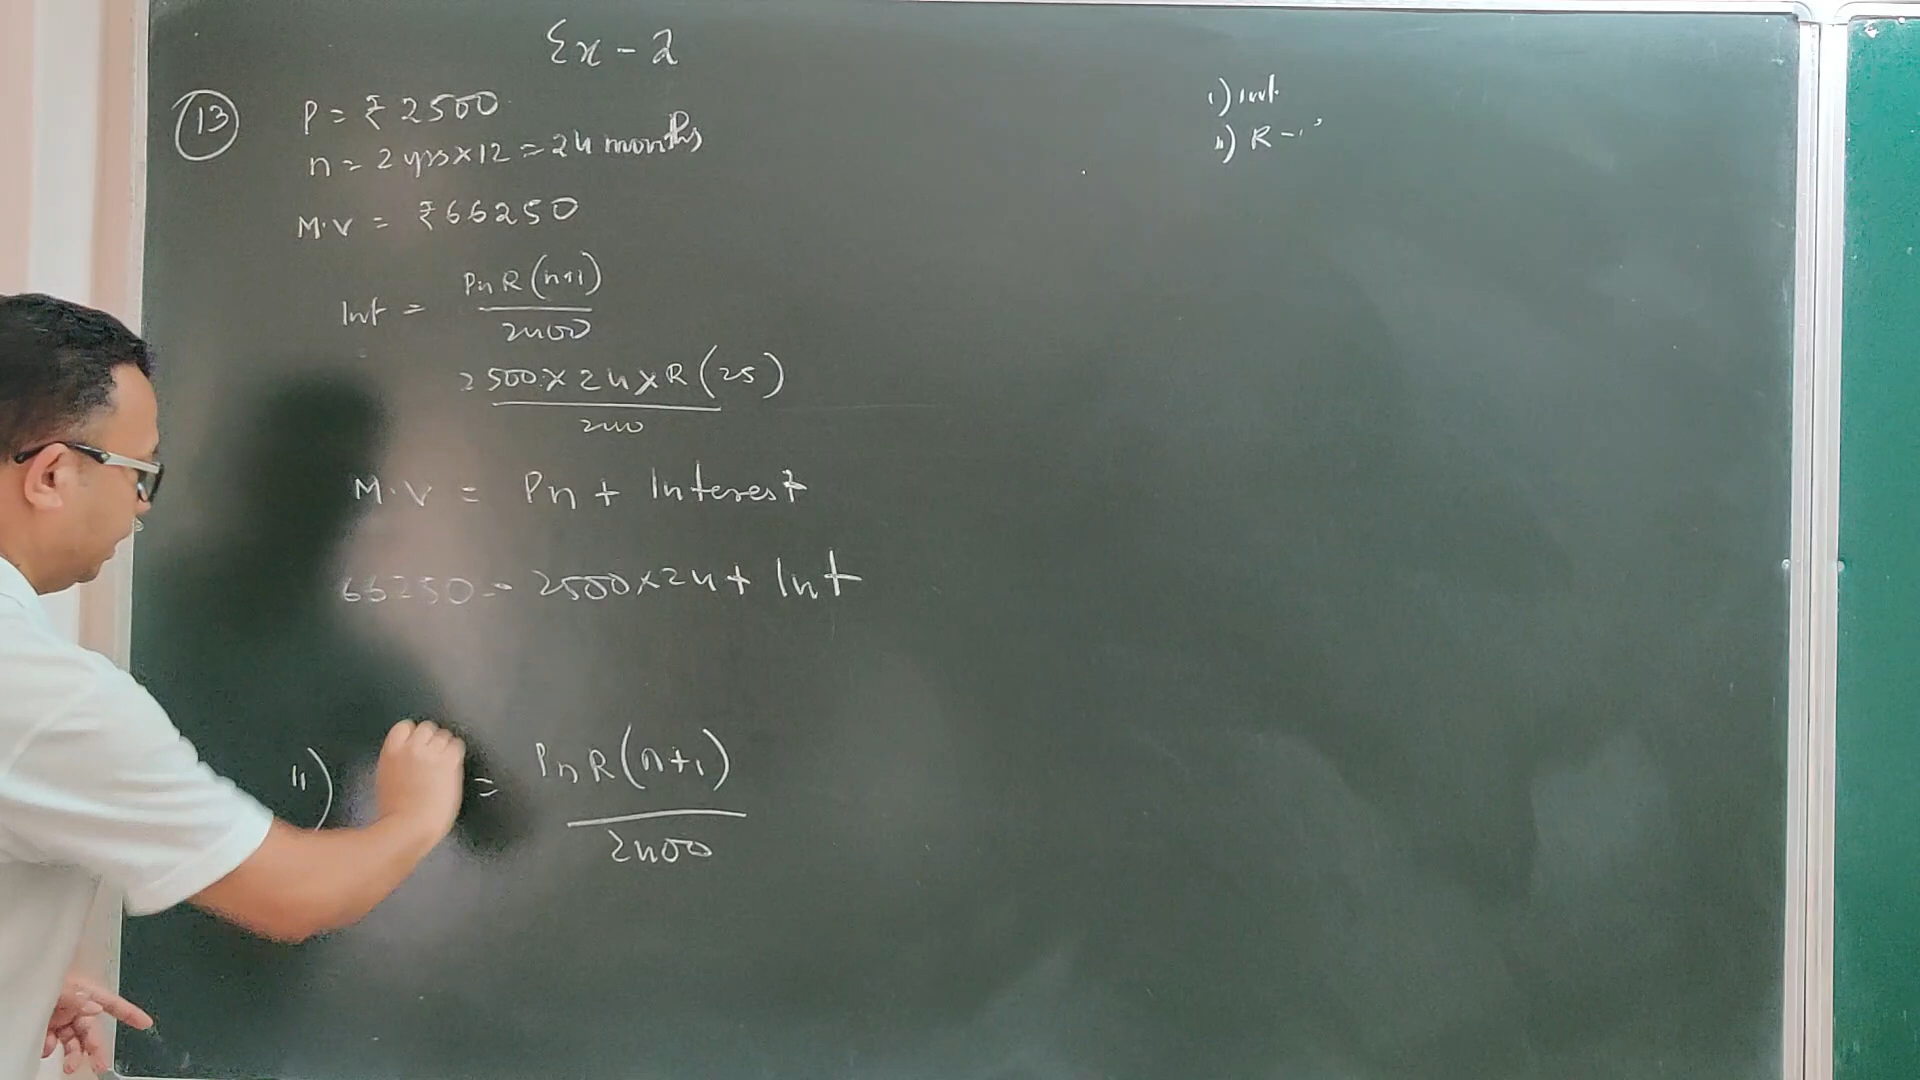 Ex - 2
13 P = ₹ 2500
n = 2 yrs × 12 = 24 months
M.V = ₹ 66250
Int = PnR(n+1)
2400
2500 × 24 × R (25)
2400
M.V = Pn + Interest
66250 = 2500 × 24 + Int
ii) = PnR(n+1)
2400
i) Int
ii) R